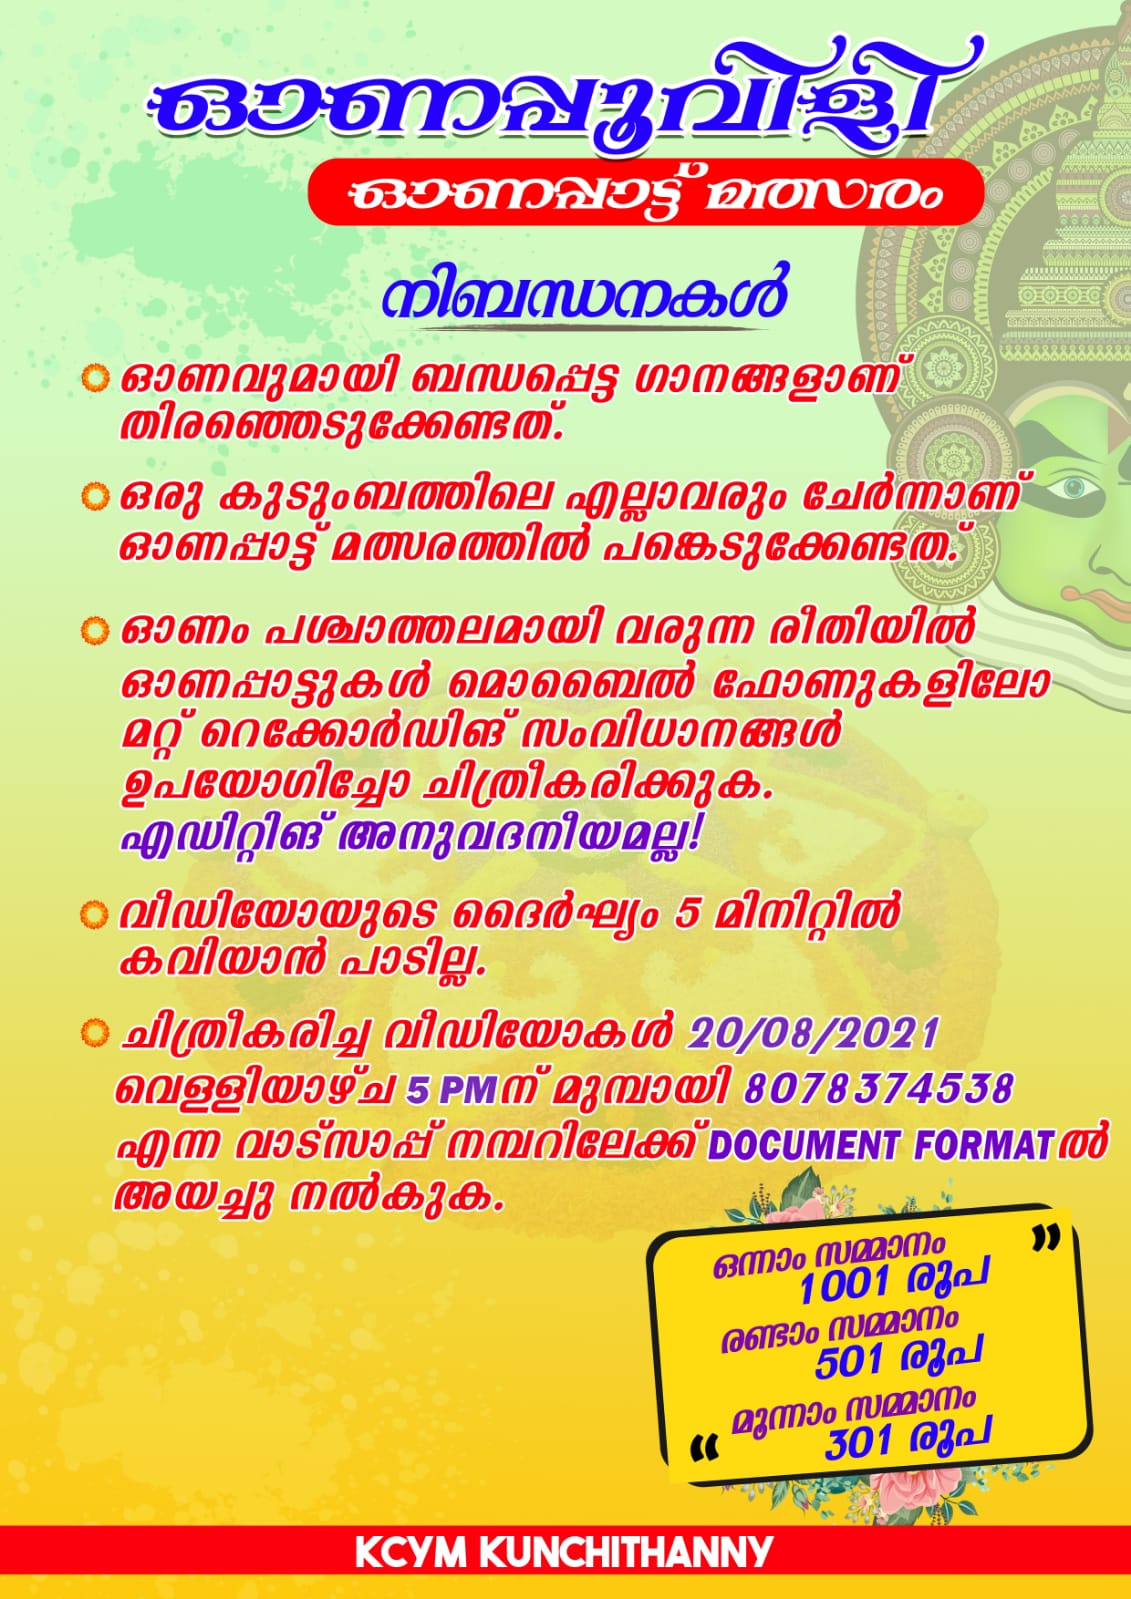 ഓണപ്പൂവിളി
ഓണപ്പാട്ട് മത്സരം
നിബന്ധനകൾ
ഓണവുമായി ബന്ധപ്പെട്ട ഗാനങ്ങളാണ്
തിരഞ്ഞെടുക്കേണ്ടത്.
ഒരു കുടുംബത്തിലെ എല്ലാവരും ചേർന്നാണ്
ഓണപ്പാട്ട് മത്സരത്തിൽ പങ്കെടുക്കേണ്ടത്.
ഓണം പശ്ചാത്തലമായി വരുന്ന രീതിയിൽ
ഓണപ്പാട്ടുകൾ മൊബൈൽ ഫോണുകളിലോ
മറ്റ് റെക്കോർഡിങ് സംവിധാനങ്ങൾ
ഉപയോഗിച്ചോ ചിത്രീകരിക്കുക.
എഡിറ്റിങ് അനുവദനീയമല്ല!
വീഡിയോയുടെ ദൈർഘ്യം 5 മിനിറ്റിൽ
കവിയാൻ പാടില്ല.
ചിത്രീകരിച്ച വീഡിയോകൾ 20/08/2021
വെള്ളിയാഴ്ച 5 PMന് മുമ്പായി 8078374538
എന്ന വാട്സാപ്പ് നമ്പറിലേക്ക് DOCUMENT FORMATൽ
അയച്ചു നൽകുക.
ഒന്നാം സമ്മാനം
1001 രൂപ
രണ്ടാം സമ്മാനം
501 രൂപ
മൂന്നാം സമ്മാനം
301 രൂപ
KCYM KUNCHITHANNY